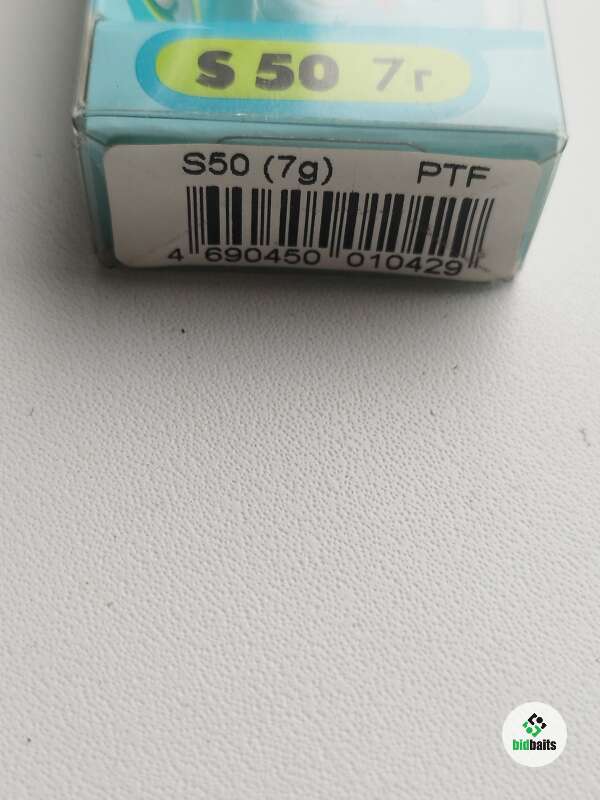 S 50 7г
S50 (7g) PTF
4 690450 010429
bidbaits